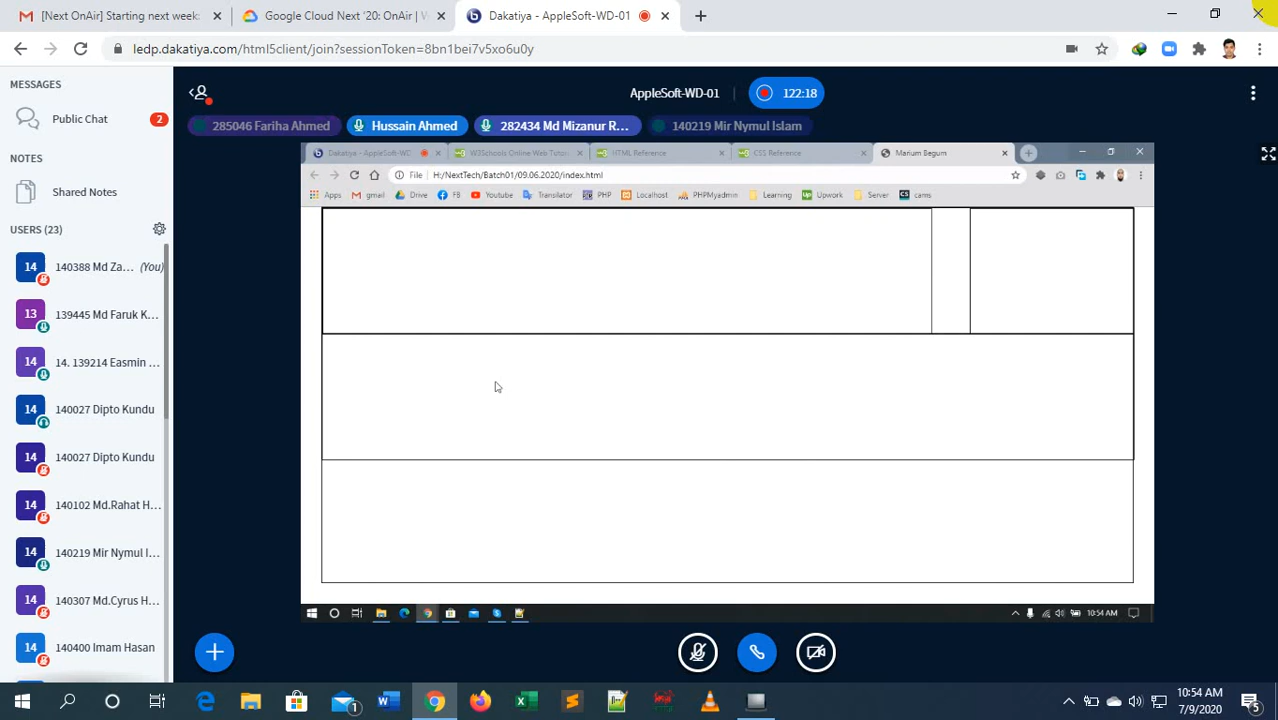 [Next OnAir] Starting next week:
Google Cloud Next '20: OnAir | W
Dakatiya - AppleSoft-WD-01
ledp.dakatiya.com/html5client/join?sessionToken=8bn1bei7v5xo6u0y
MESSAGES
Public Chat
2
NOTES
Shared Notes
USERS (23)
14
140388 Md Za... (You)
13
139445 Md Faruk K...
14
14. 139214 Easmin ...
14
140027 Dipto Kundu
14
140027 Dipto Kundu
14
140102 Md.Rahat H...
14
140219 Mir Nymul I...
14
140307 Md.Cyrus H...
14
140400 Imam Hasan
AppleSoft-WD-01
122:18
285046 Fariha Ahmed
Hussain Ahmed
282434 Md Mizanur R...
140219 Mir Nymul Islam
Dakatiya - AppleSoft-WD
W3Schools Online Web Tutor
HTML Reference
CSS Reference
Marium Begum
File
H:/NextTech/Batch01/09.06.2020/index.html
Apps
gmail
Drive
FB
Youtube
Translator
PHP
Localhost
PHPMyadmin
Learning
Upwork
Server
CS
cams
10:54 AM
1
10:54 AM
7/9/2020
5